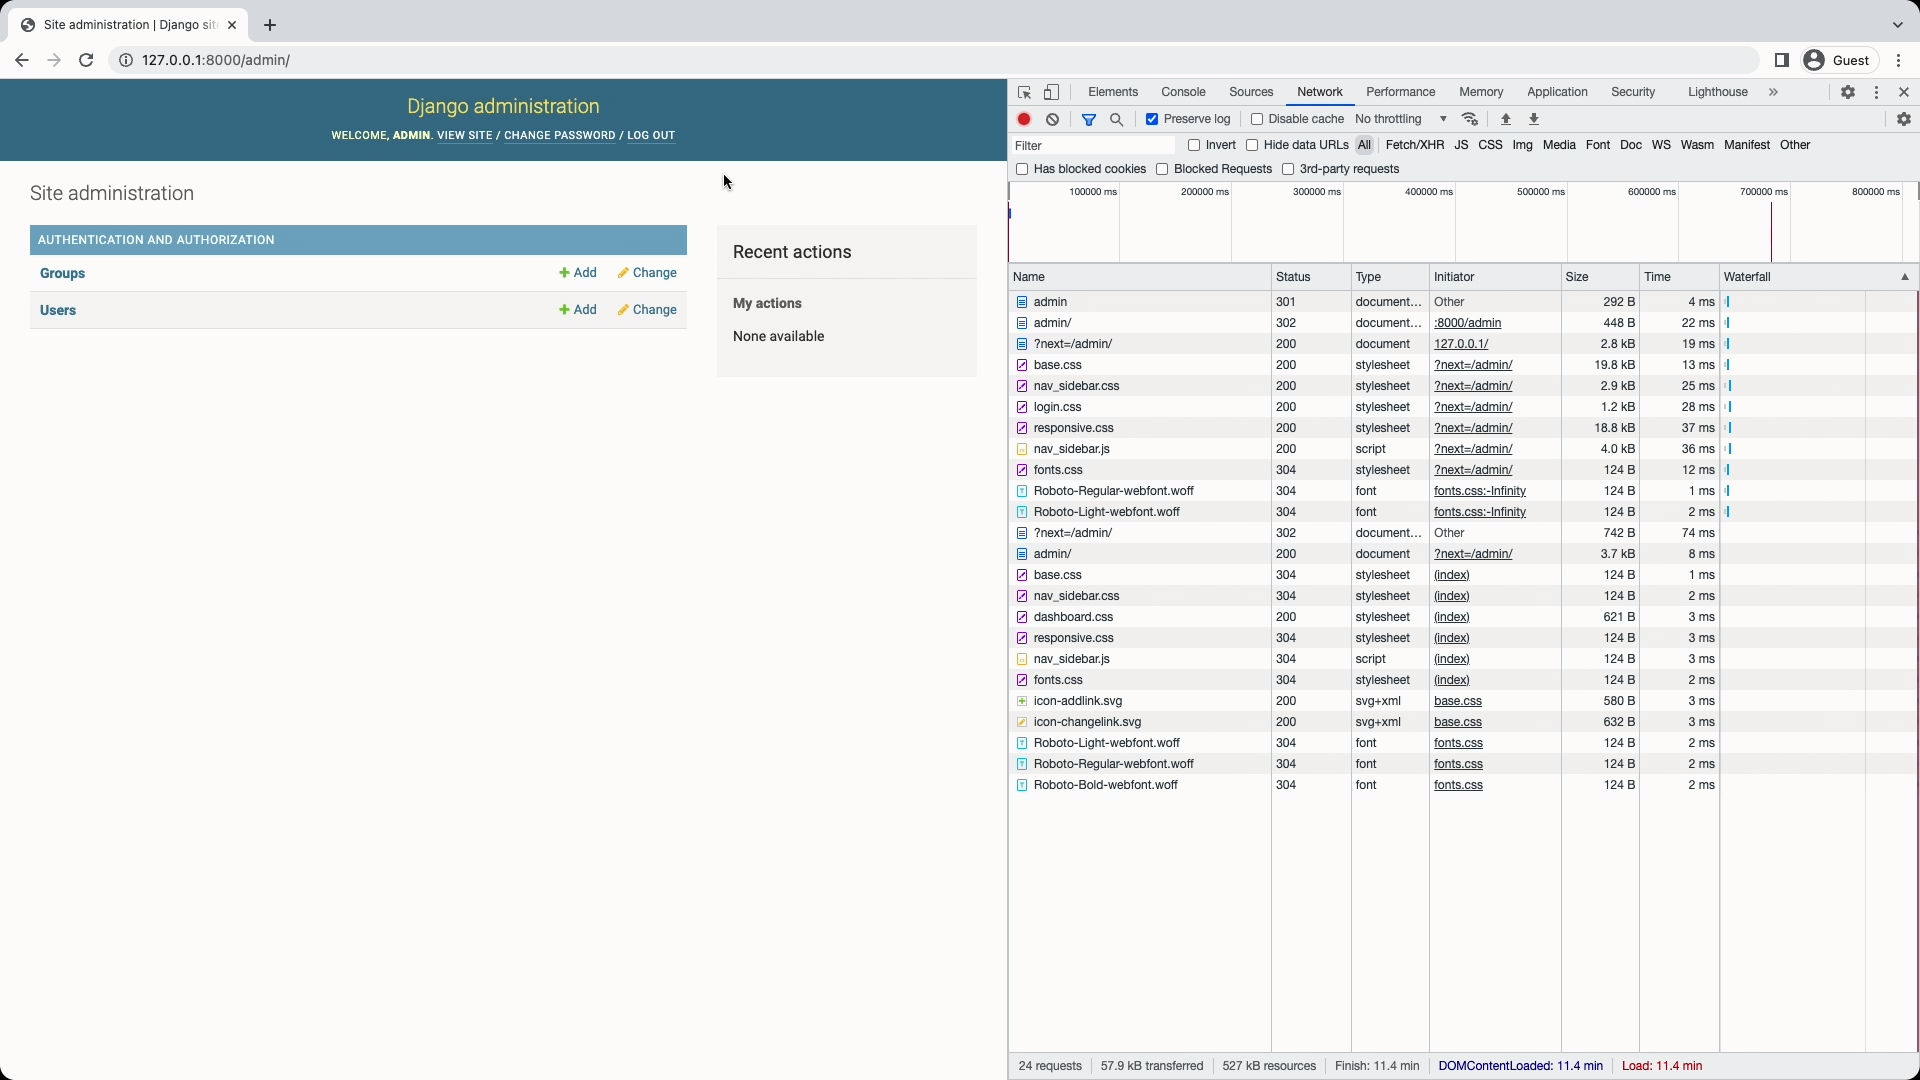 Site administration | Django sit
127.0.0.1:8000/admin/
Guest
Django administration
WELCOME, ADMIN. VIEW SITE / CHANGE PASSWORD / LOG OUT
Site administration
AUTHENTICATION AND AUTHORIZATION
Groups Add Change
Users Add Change
Recent actions
My actions
None available
Elements Console Sources Network Performance Memory Application Security Lighthouse
Preserve log Disable cache No throttling
Filter Invert Hide data URLs All Fetch/XHR JS CSS Img Media Font Doc WS Wasm Manifest Other
Has blocked cookies Blocked Requests 3rd-party requests
100000 ms 200000 ms 300000 ms 400000 ms 500000 ms 600000 ms 700000 ms 800000 ms
Name Status Type Initiator Size Time Waterfall
admin 301 document... Other 292 B 4 ms
admin/ 302 document... :8000/admin 448 B 22 ms
?next=/admin/ 200 document 127.0.0.1/ 2.8 kB 19 ms
base.css 200 stylesheet ?next=/admin/ 19.8 kB 13 ms
nav_sidebar.css 200 stylesheet ?next=/admin/ 2.9 kB 25 ms
login.css 200 stylesheet ?next=/admin/ 1.2 kB 28 ms
responsive.css 200 stylesheet ?next=/admin/ 18.8 kB 37 ms
nav_sidebar.js 200 script ?next=/admin/ 4.0 kB 36 ms
fonts.css 304 stylesheet ?next=/admin/ 124 B 12 ms
Roboto-Regular-webfont.woff 304 font fonts.css:-Infinity 124 B 1 ms
Roboto-Light-webfont.woff 304 font fonts.css:-Infinity 124 B 2 ms
?next=/admin/ 302 document... Other 742 B 74 ms
admin/ 200 document ?next=/admin/ 3.7 kB 8 ms
base.css 304 stylesheet (index) 124 B 1 ms
nav_sidebar.css 304 stylesheet (index) 124 B 2 ms
dashboard.css 200 stylesheet (index) 621 B 3 ms
responsive.css 304 stylesheet (index) 124 B 3 ms
nav_sidebar.js 304 script (index) 124 B 3 ms
fonts.css 304 stylesheet (index) 124 B 2 ms
icon-addlink.svg 200 svg+xml base.css 580 B 3 ms
icon-changelink.svg 200 svg+xml base.css 632 B 3 ms
Roboto-Light-webfont.woff 304 font fonts.css 124 B 2 ms
Roboto-Regular-webfont.woff 304 font fonts.css 124 B 2 ms
Roboto-Bold-webfont.woff 304 font fonts.css 124 B 2 ms
24 requests 57.9 kB transferred 527 kB resources Finish: 11.4 min DOMContentLoaded: 11.4 min Load: 11.4 min